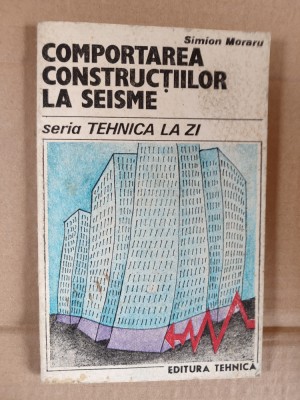 Simion Moraru
COMPORTAREA
CONSTRUCȚIILOR
LA SEISME
seria TEHNICA LA ZI
EDITURA TEHNICA